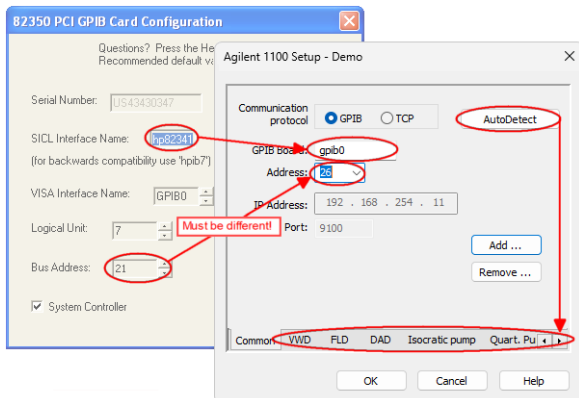 82350 PCI GPIB Card Configuration
Questions? Press the He
Recommended default va
Serial Number: US43430347
SICL Interface Name: hp82341
(for backwards compatibility use 'hpib7')
VISA Interface Name: GPIB0
Logical Unit: 7
Must be different!
Bus Address: 21
System Controller
Agilent 1100 Setup - Demo
Communication
protocol GPIB TCP AutoDetect
GPIB Board: gpib0
Address: 26
IP Address: 192 . 168 . 254 . 11
Port: 9100
Add ...
Remove ...
Common VWD FLD DAD Isocratic pump Quart. Pu
OK Cancel Help